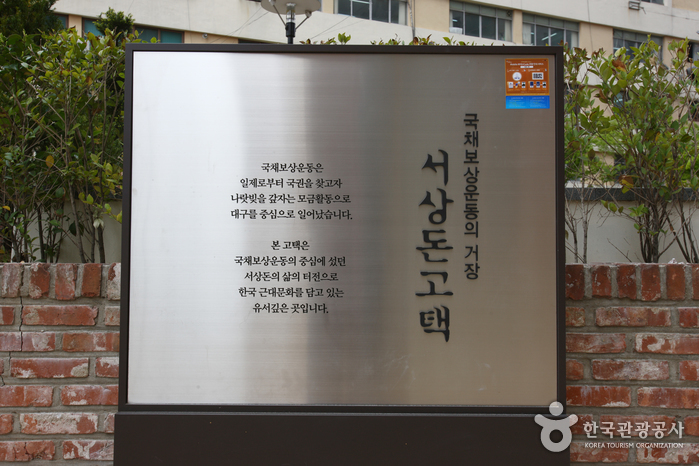 국채보상운동의 거장
서상돈고택
국채보상운동은
일제로부터 국권을 찾고자
나랏빚을 갚자는 모금활동으로
대구를 중심으로 일어났습니다.
본 고택은
국채보상운동의 중심에 섰던
서상돈의 삶의 터전으로
한국 근대문화를 담고 있는
유서깊은 곳입니다.
한국관광공사
KOREA TOURISM ORGANIZATION